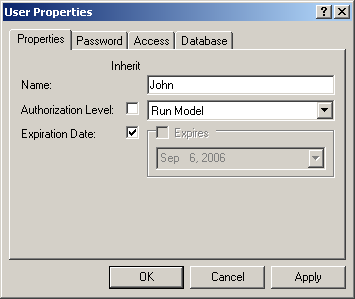 User Properties
Properties Password Access Database
Inherit
Name: John
Authorization Level: Run Model
Expiration Date: Expires
Sep 6, 2006
OK Cancel Apply